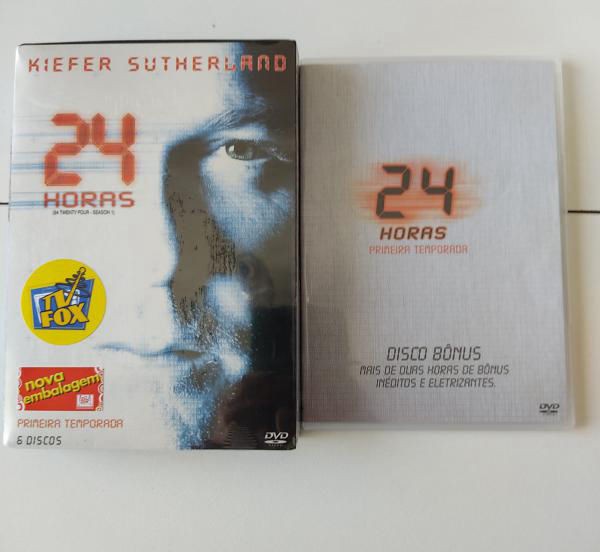 KIEFER SUTHERLAND
24
HORAS
(24 TWENTY FOUR - SEASON 1)
TV
FOX
nova
embalagem
PRIMEIRA TEMPORADA
6 DISCOS
DVD
24
HORAS
PRIMEIRA TEMPORADA
DISCO BÔNUS
MAIS DE DUAS HORAS DE BÔNUS
INÉDITOS E ELETRIZANTES.
DVD